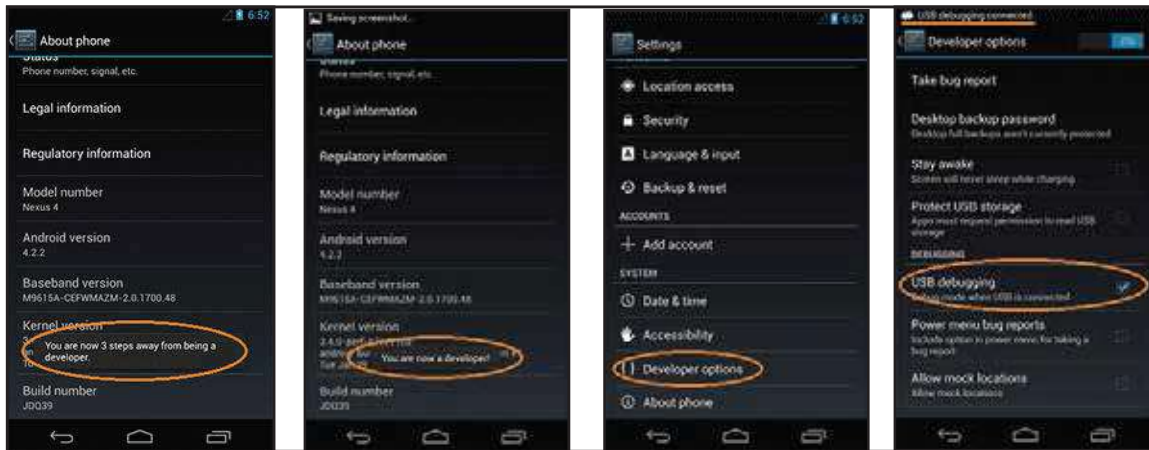 6:52
About phone
Status
Phone number, signal, etc.
Legal information
Regulatory information
Model number
Nexus 4
Android version
4.2.2
Baseband version
M9615A-CEFWMAZM-2.0.1700.48
Kernel version
You are now 3 steps away from being a
developer.
Build number
JDQ39
Saving screenshot...
About phone
Phone number, signal, etc.
Legal information
Regulatory information
Model number
Nexus 4
Android version
4.2.2
Baseband version
M9615A-CEFWMAZM-2.0.1700.48
Kernel version
You are now a developer!
Build number
JDQ39
6:52
Settings
Location access
Security
Language & input
Backup & reset
ACCOUNTS
Add account
SYSTEM
Date & time
Accessibility
{ } Developer options
About phone
USB debugging connected
Developer options
ON
Take bug report
Desktop backup password
Desktop full backups aren't currently protected
Stay awake
Screen will never sleep while charging
Protect USB storage
Apps must request permission to read USB
storage
DEBUGGING
USB debugging
Debug mode when USB is connected
Power menu bug reports
Include option in power menu for taking a
bug report
Allow mock locations
Allow mock locations